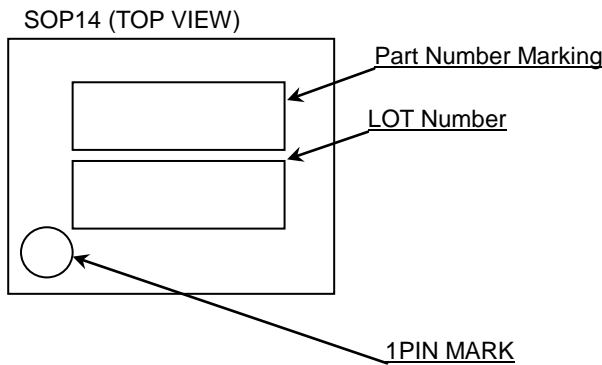 SOP14 (TOP VIEW)
Part Number Marking
LOT Number
1PIN MARK